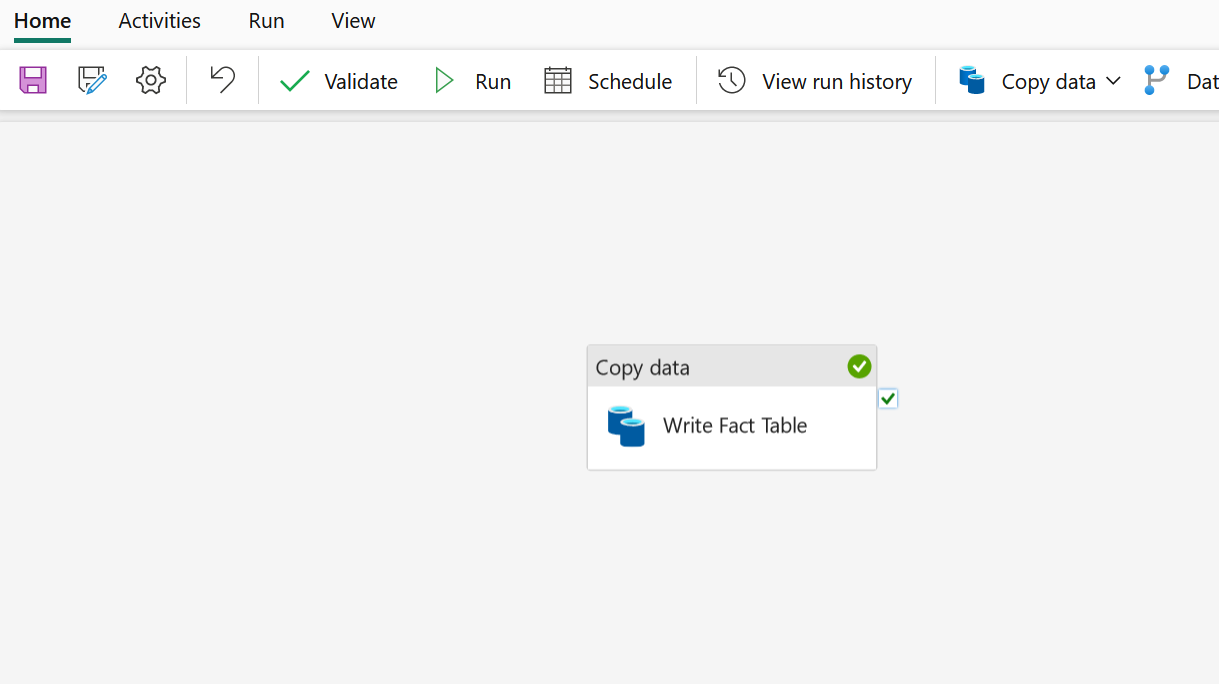 Home Activities Run View
Validate Run Schedule View run history Copy data Dat
Copy data
Write Fact Table